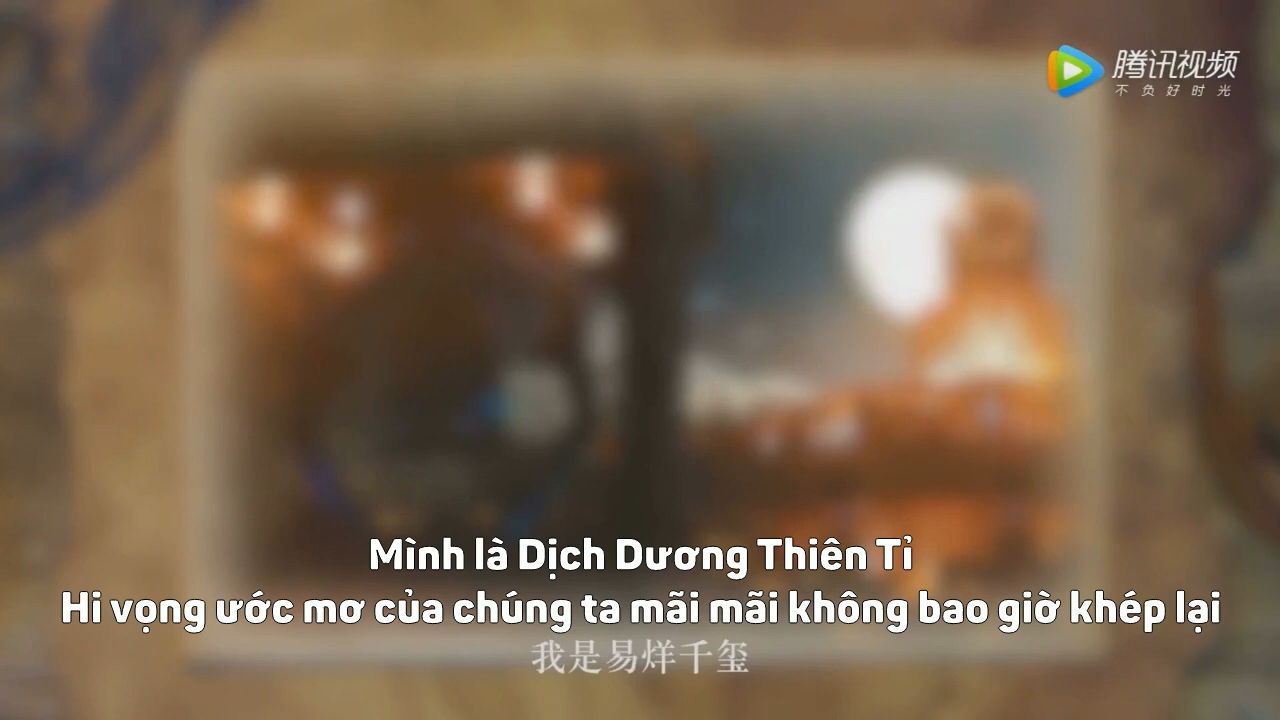 腾讯视频
不负好时光
Mình là Dịch Dương Thiên Tỉ
Hi vọng ước mơ của chúng ta mãi mãi không bao giờ khép lại
我是易烊千玺